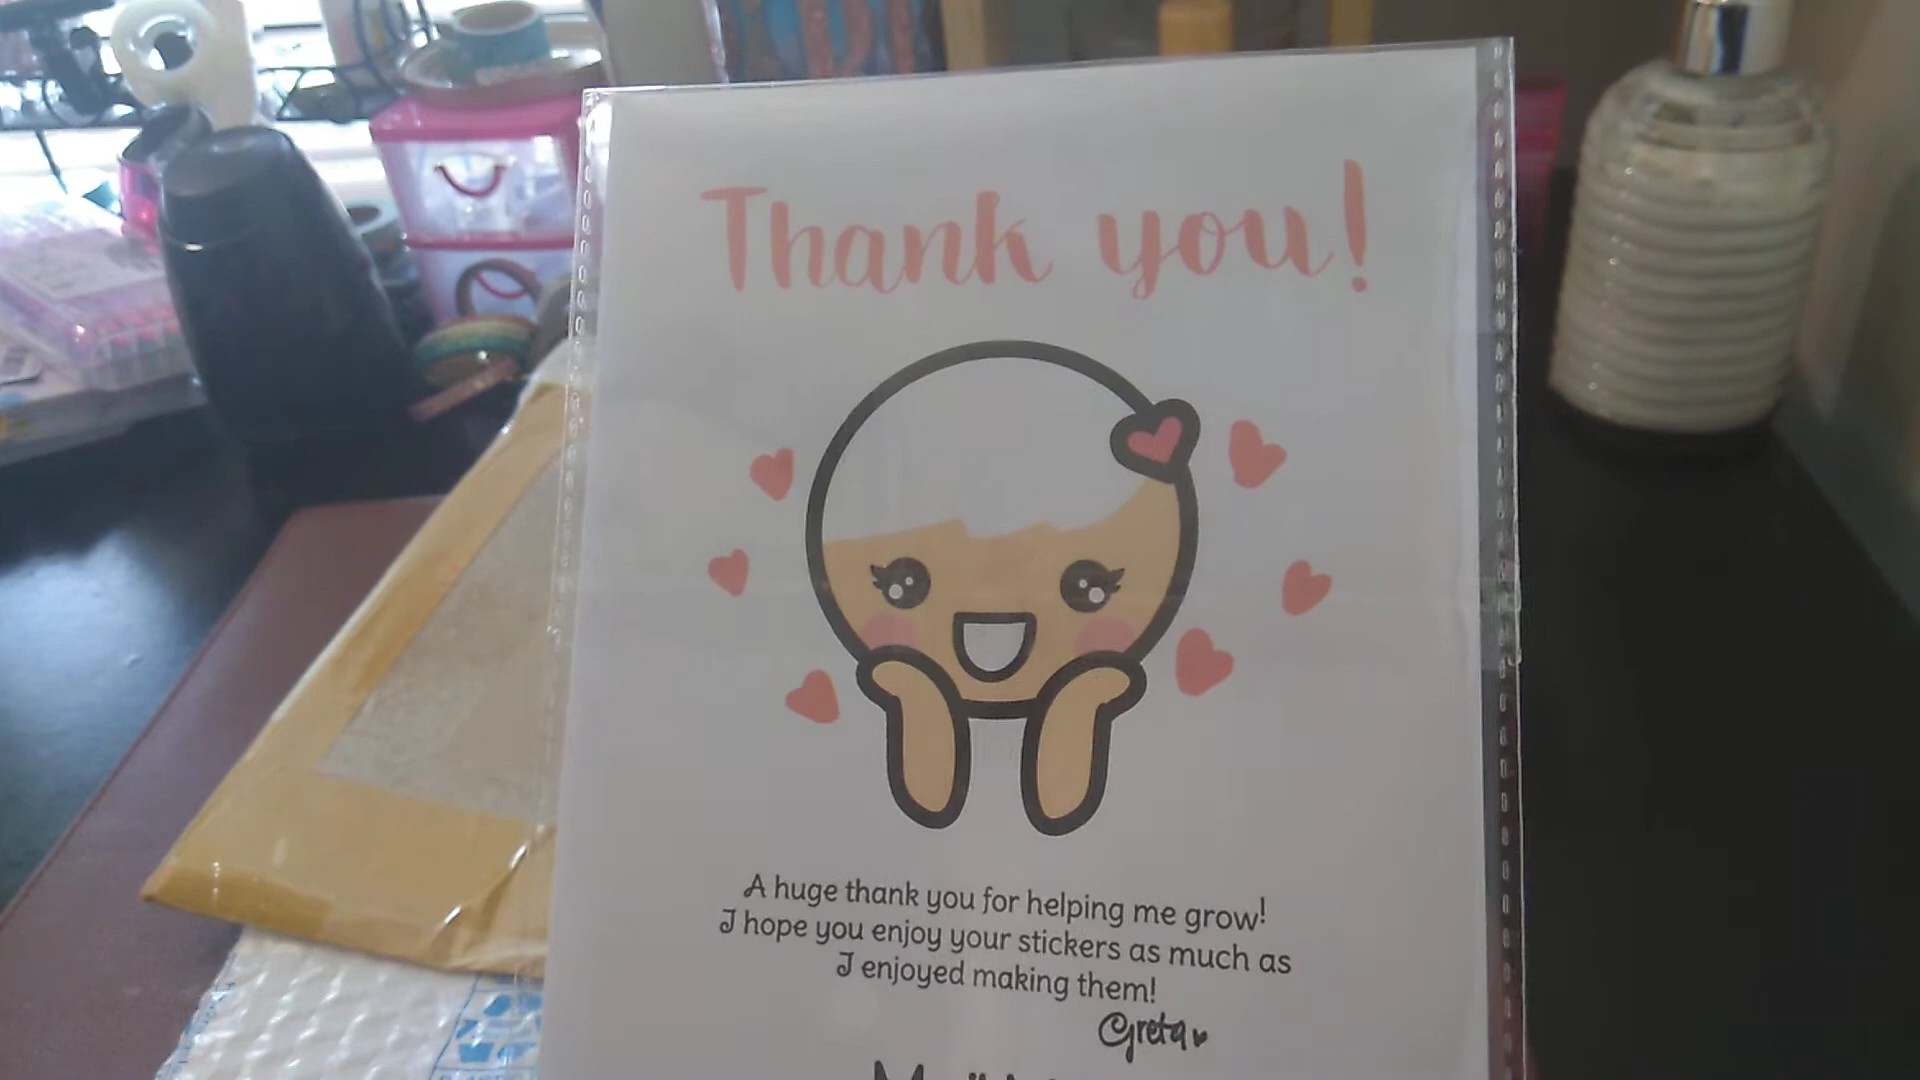 Thank you!
A huge thank you for helping me grow!
I hope you enjoy your stickers as much as
I enjoyed making them!
Greta